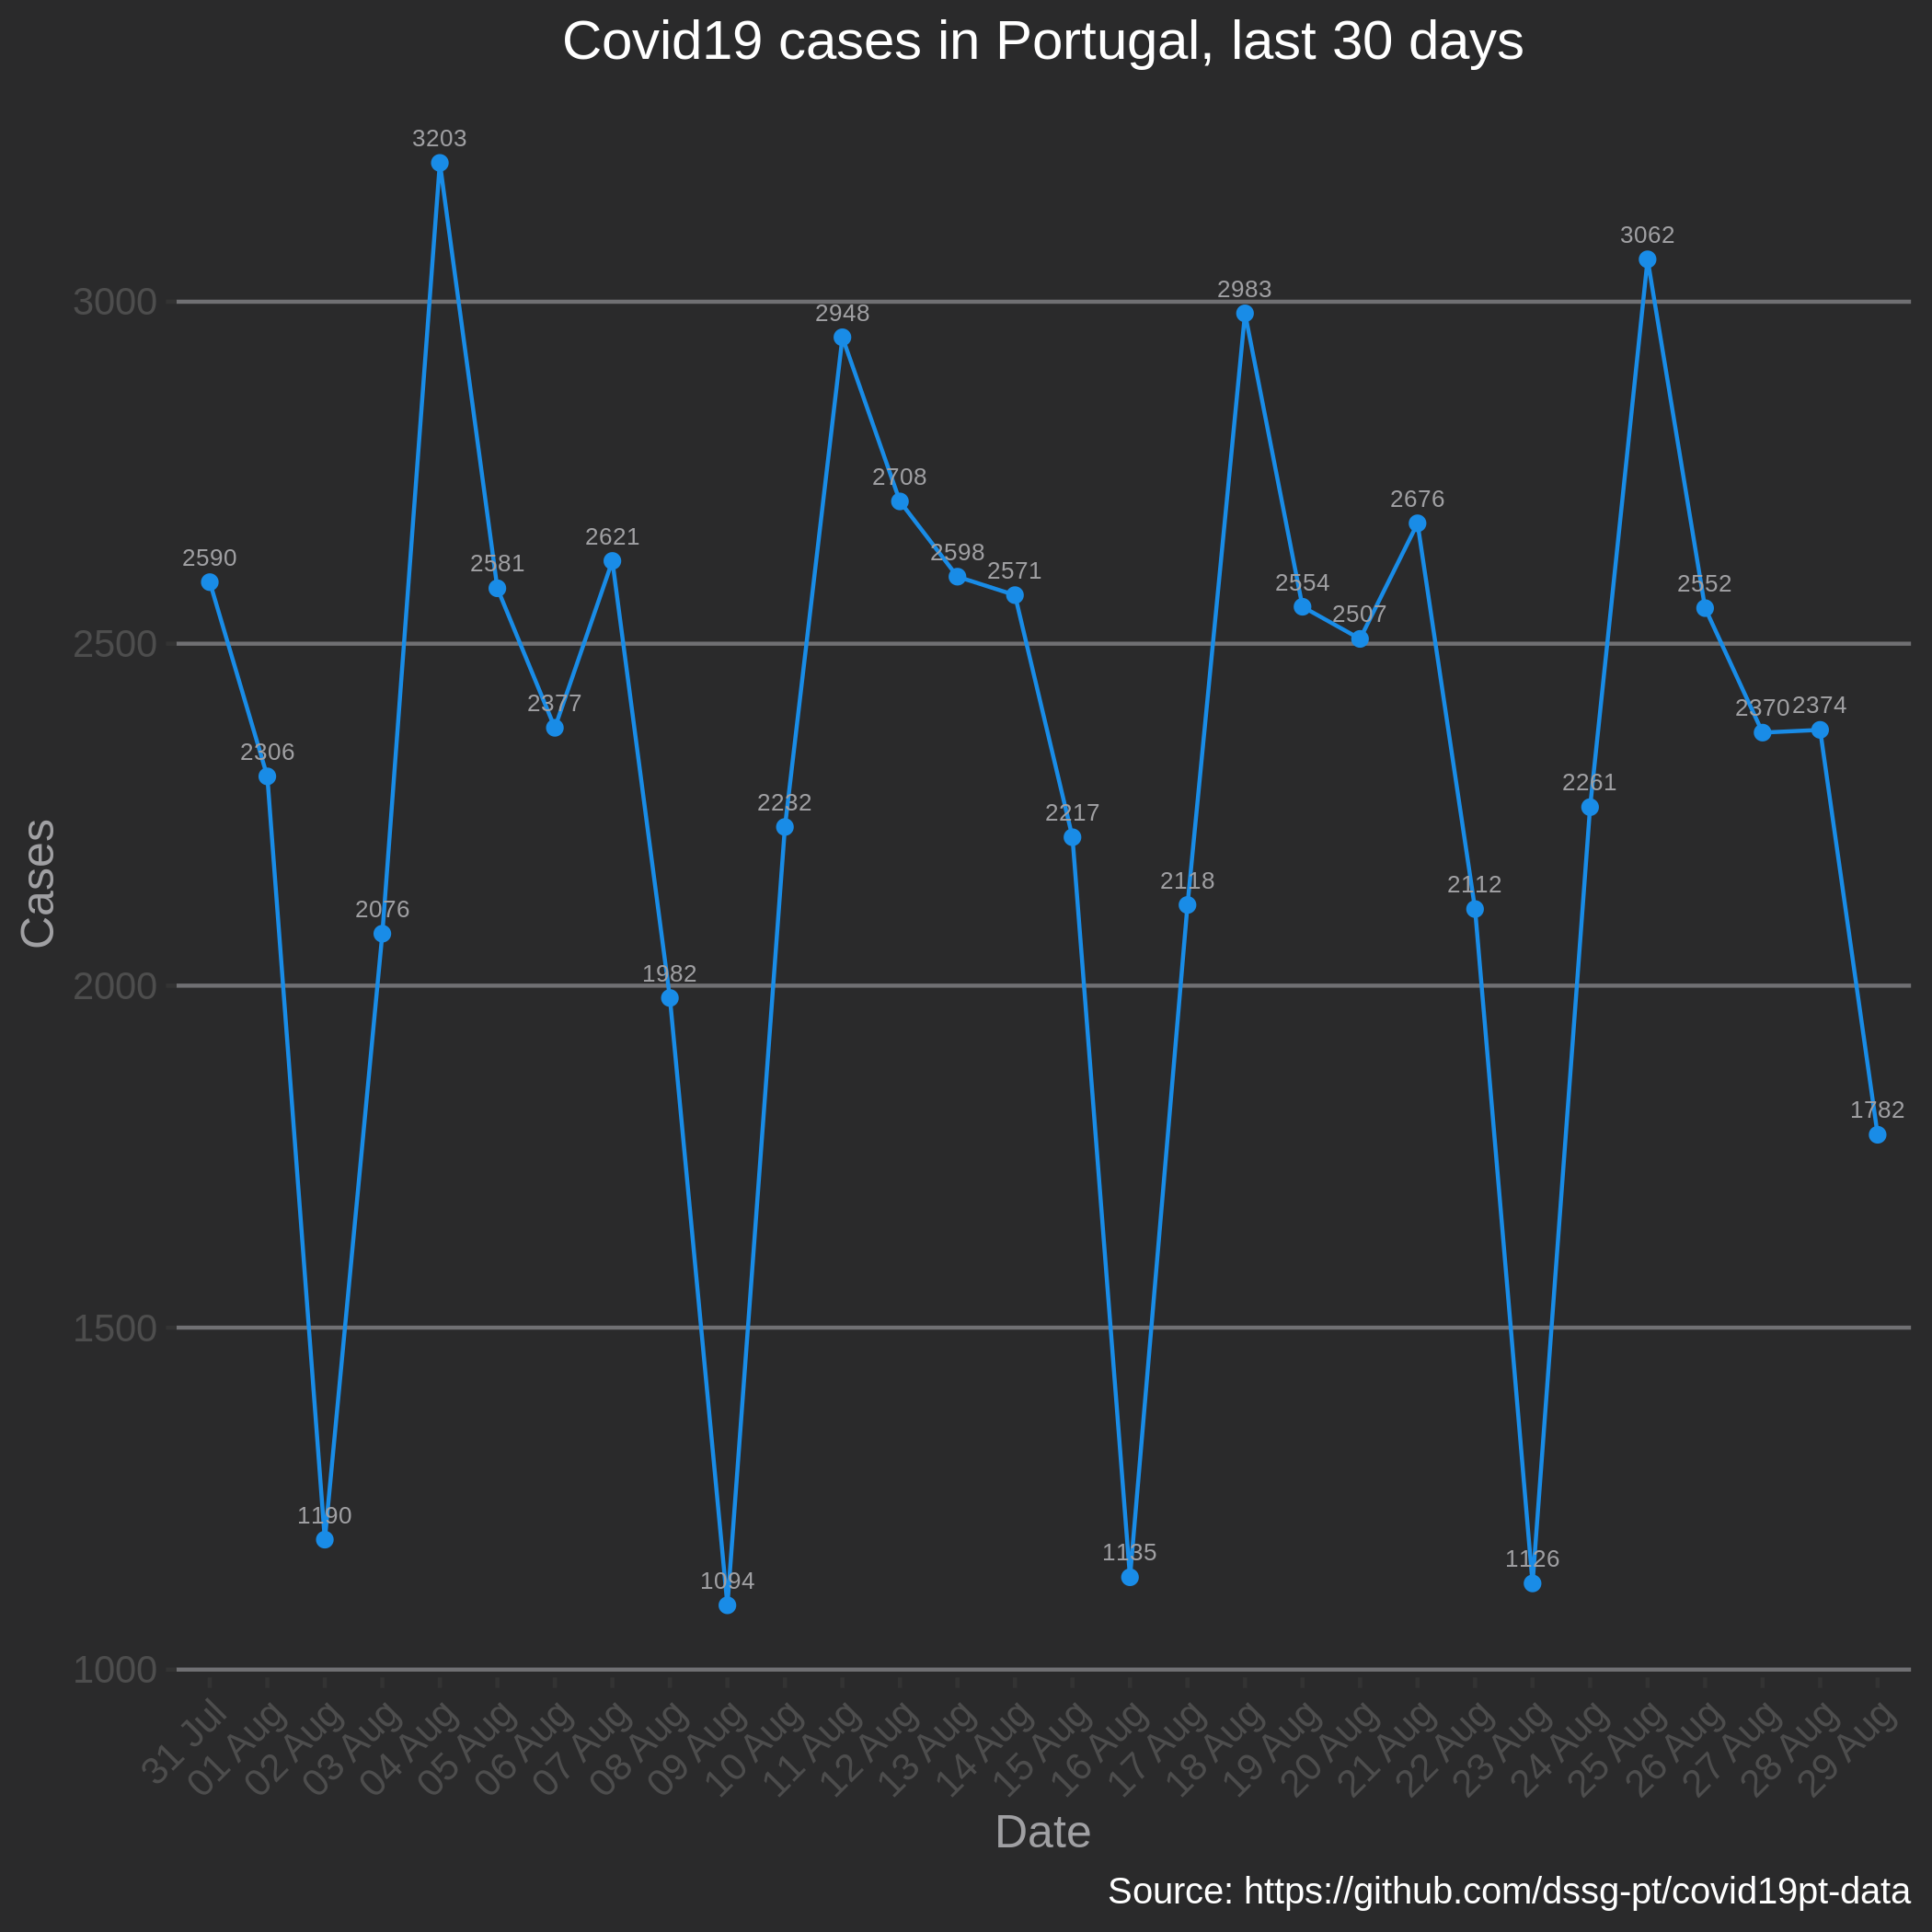 Covid19 cases in Portugal, last 30 days
3203
3062
3000
2983
2948
2708
2676
2621
2598
2590
2581
2571
2554
2552
2507
2500
2377
2374
2370
2306
2261
2232
2217
2118
2112
2076
Cases
2000
1982
1782
1500
1190
1135
1126
1094
1000
31 Jul
01 Aug
02 Aug
03 Aug
04 Aug
05 Aug
06 Aug
07 Aug
08 Aug
09 Aug
10 Aug
11 Aug
12 Aug
13 Aug
14 Aug
15 Aug
16 Aug
17 Aug
18 Aug
19 Aug
20 Aug
21 Aug
22 Aug
23 Aug
24 Aug
25 Aug
26 Aug
27 Aug
28 Aug
29 Aug
Date
Source: https://github.com/dssg-pt/covid19pt-data